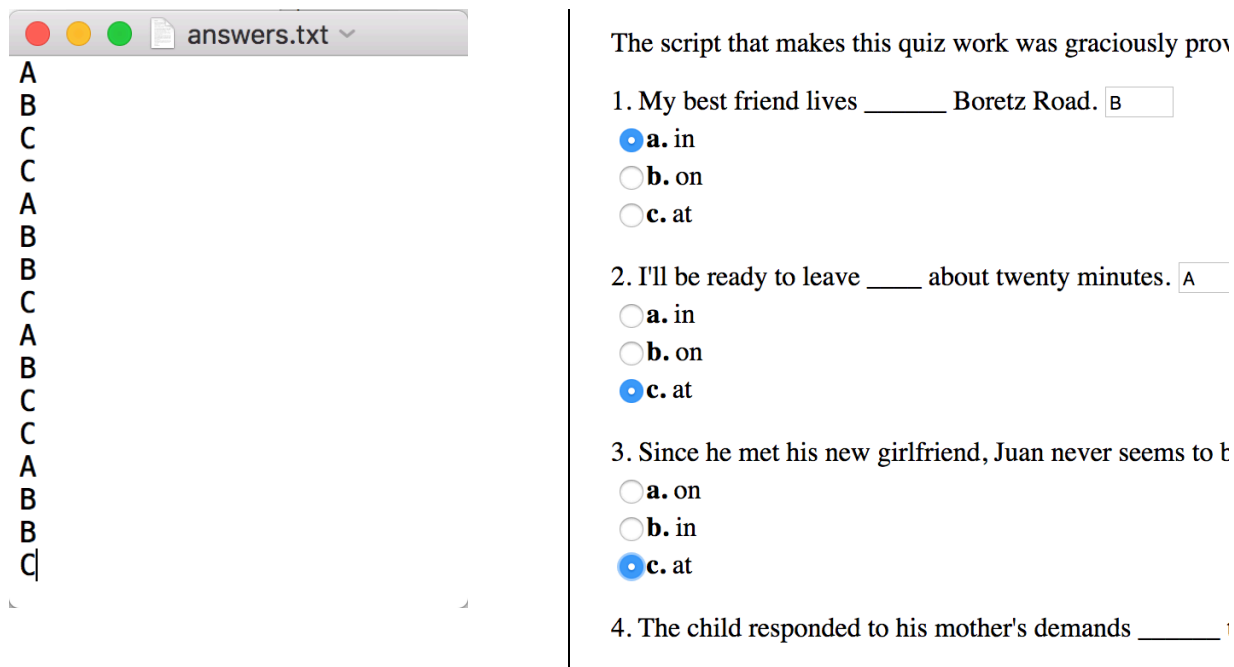 answers.txt
A
B
C
C
A
B
B
C
A
B
C
C
A
B
B
C
The script that makes this quiz work was graciously
1. My best friend lives ______ Boretz Road. B
a. in
b. on
c. at
2. I'll be ready to leave ____ about twenty minutes. A
a. in
b. on
c. at
3. Since he met his new girlfriend, Juan never seems to
a. on
b. in
c. at
4. The child responded to his mother's demands ______